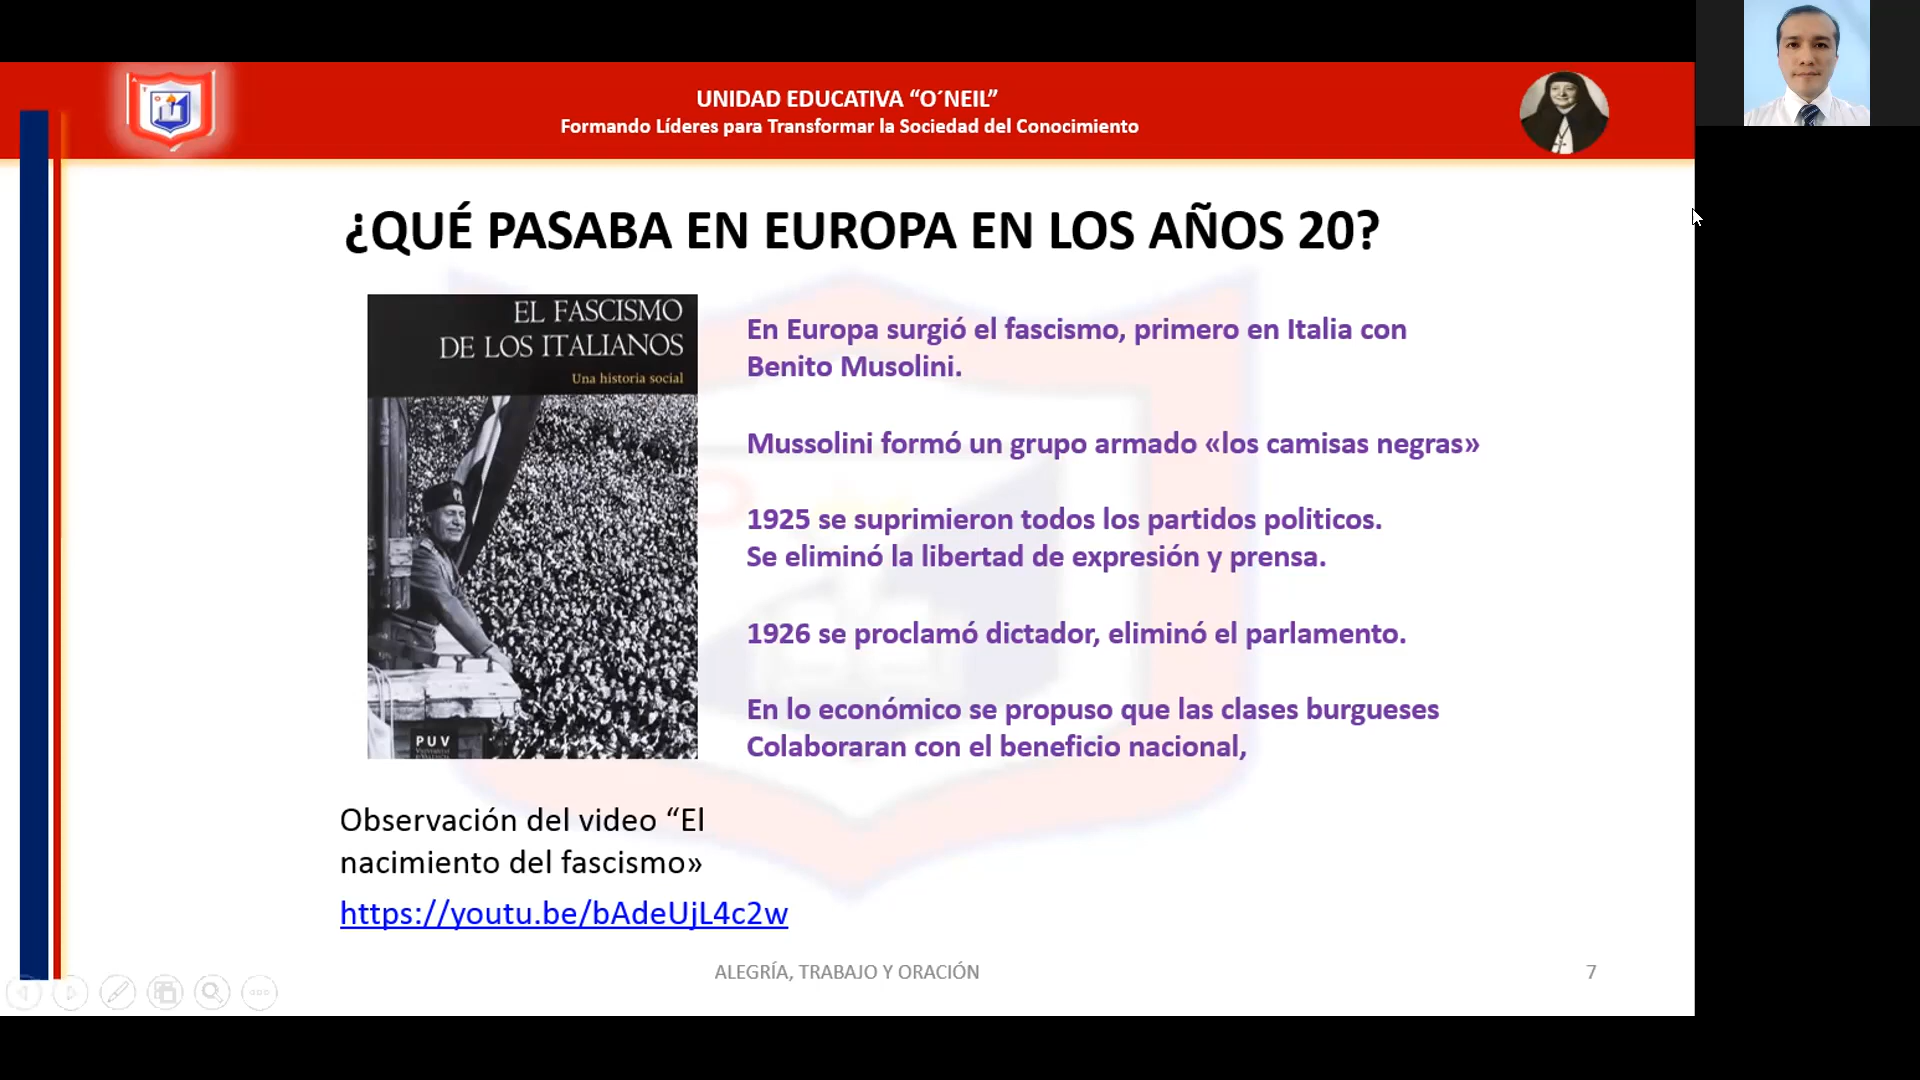 UNIDAD EDUCATIVA “O´NEIL”
Formando Líderes para Transformar la Sociedad del Conocimiento
¿QUÉ PASABA EN EUROPA EN LOS AÑOS 20?
EL FASCISMO
DE LOS ITALIANOS
Una historia social
PUV
En Europa surgió el fascismo, primero en Italia con
Benito Musolini.
Mussolini formó un grupo armado «los camisas negras»
1925 se suprimieron todos los partidos politicos.
Se eliminó la libertad de expresión y prensa.
1926 se proclamó dictador, eliminó el parlamento.
En lo económico se propuso que las clases burgueses
Colaboraran con el beneficio nacional,
Observación del video “El
nacimiento del fascismo»
https://youtu.be/bAdeUjL4c2w
ALEGRÍA, TRABAJO Y ORACIÓN
7